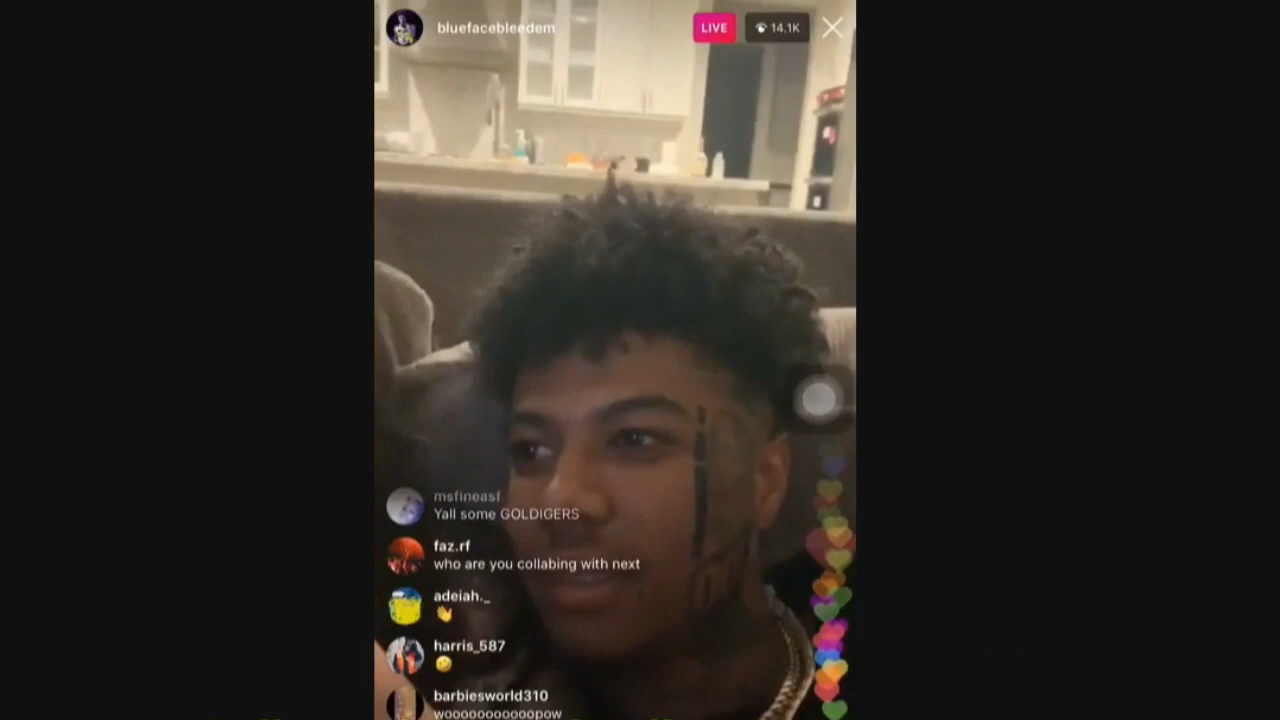 bluefacebleedem
LIVE
14.1K
msfineasf
Yall some GOLDIGERS
faz.rf
who are you collabing with next
adeiah._
👋
harris_587
🤣
barbiesworld310
wooooooooooopow